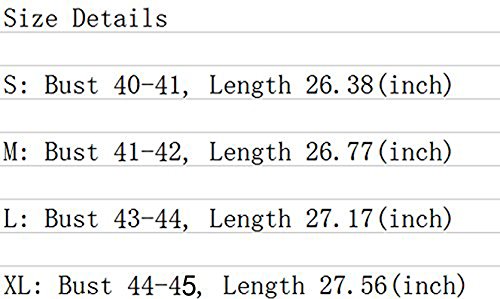 Size Details
S: Bust 40-41, Length 26.38(inch)
M: Bust 41-42, Length 26.77(inch)
L: Bust 43-44, Length 27.17(inch)
XL: Bust 44-45, Length 27.56(inch)